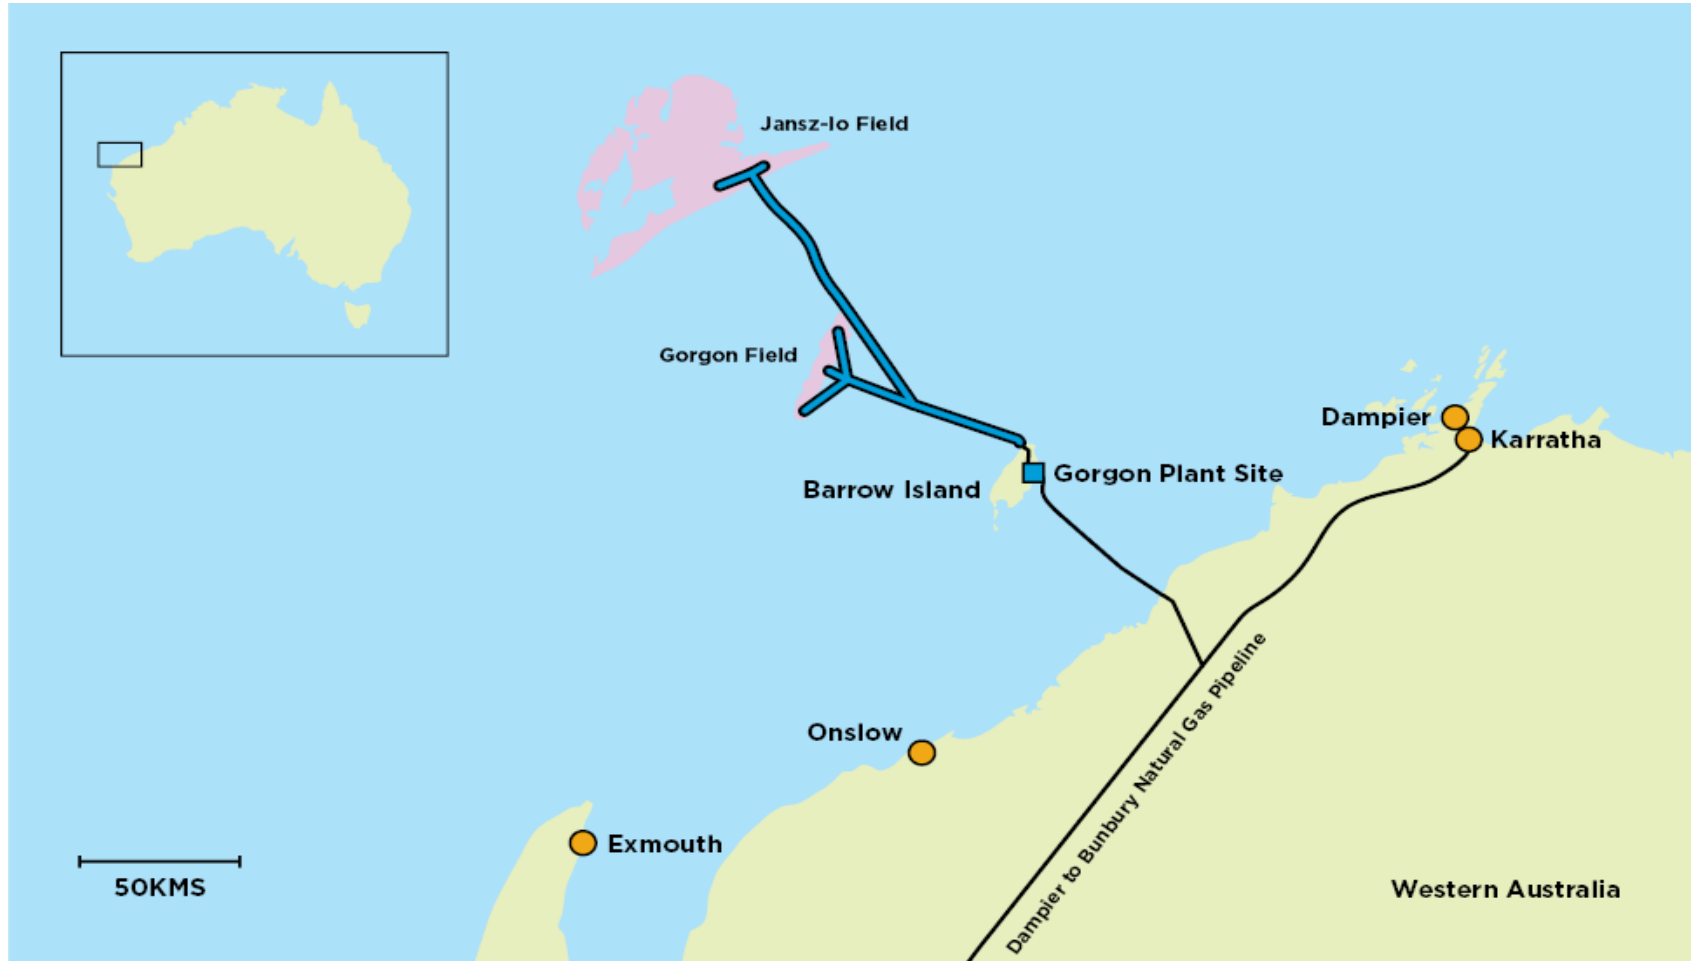 Jansz-Io Field
Gorgon Field
Dampier
Karratha
Gorgon Plant Site
Barrow Island
Onslow
Dampier to Bunbury Natural Gas Pipeline
Exmouth
50KMS
Western Australia